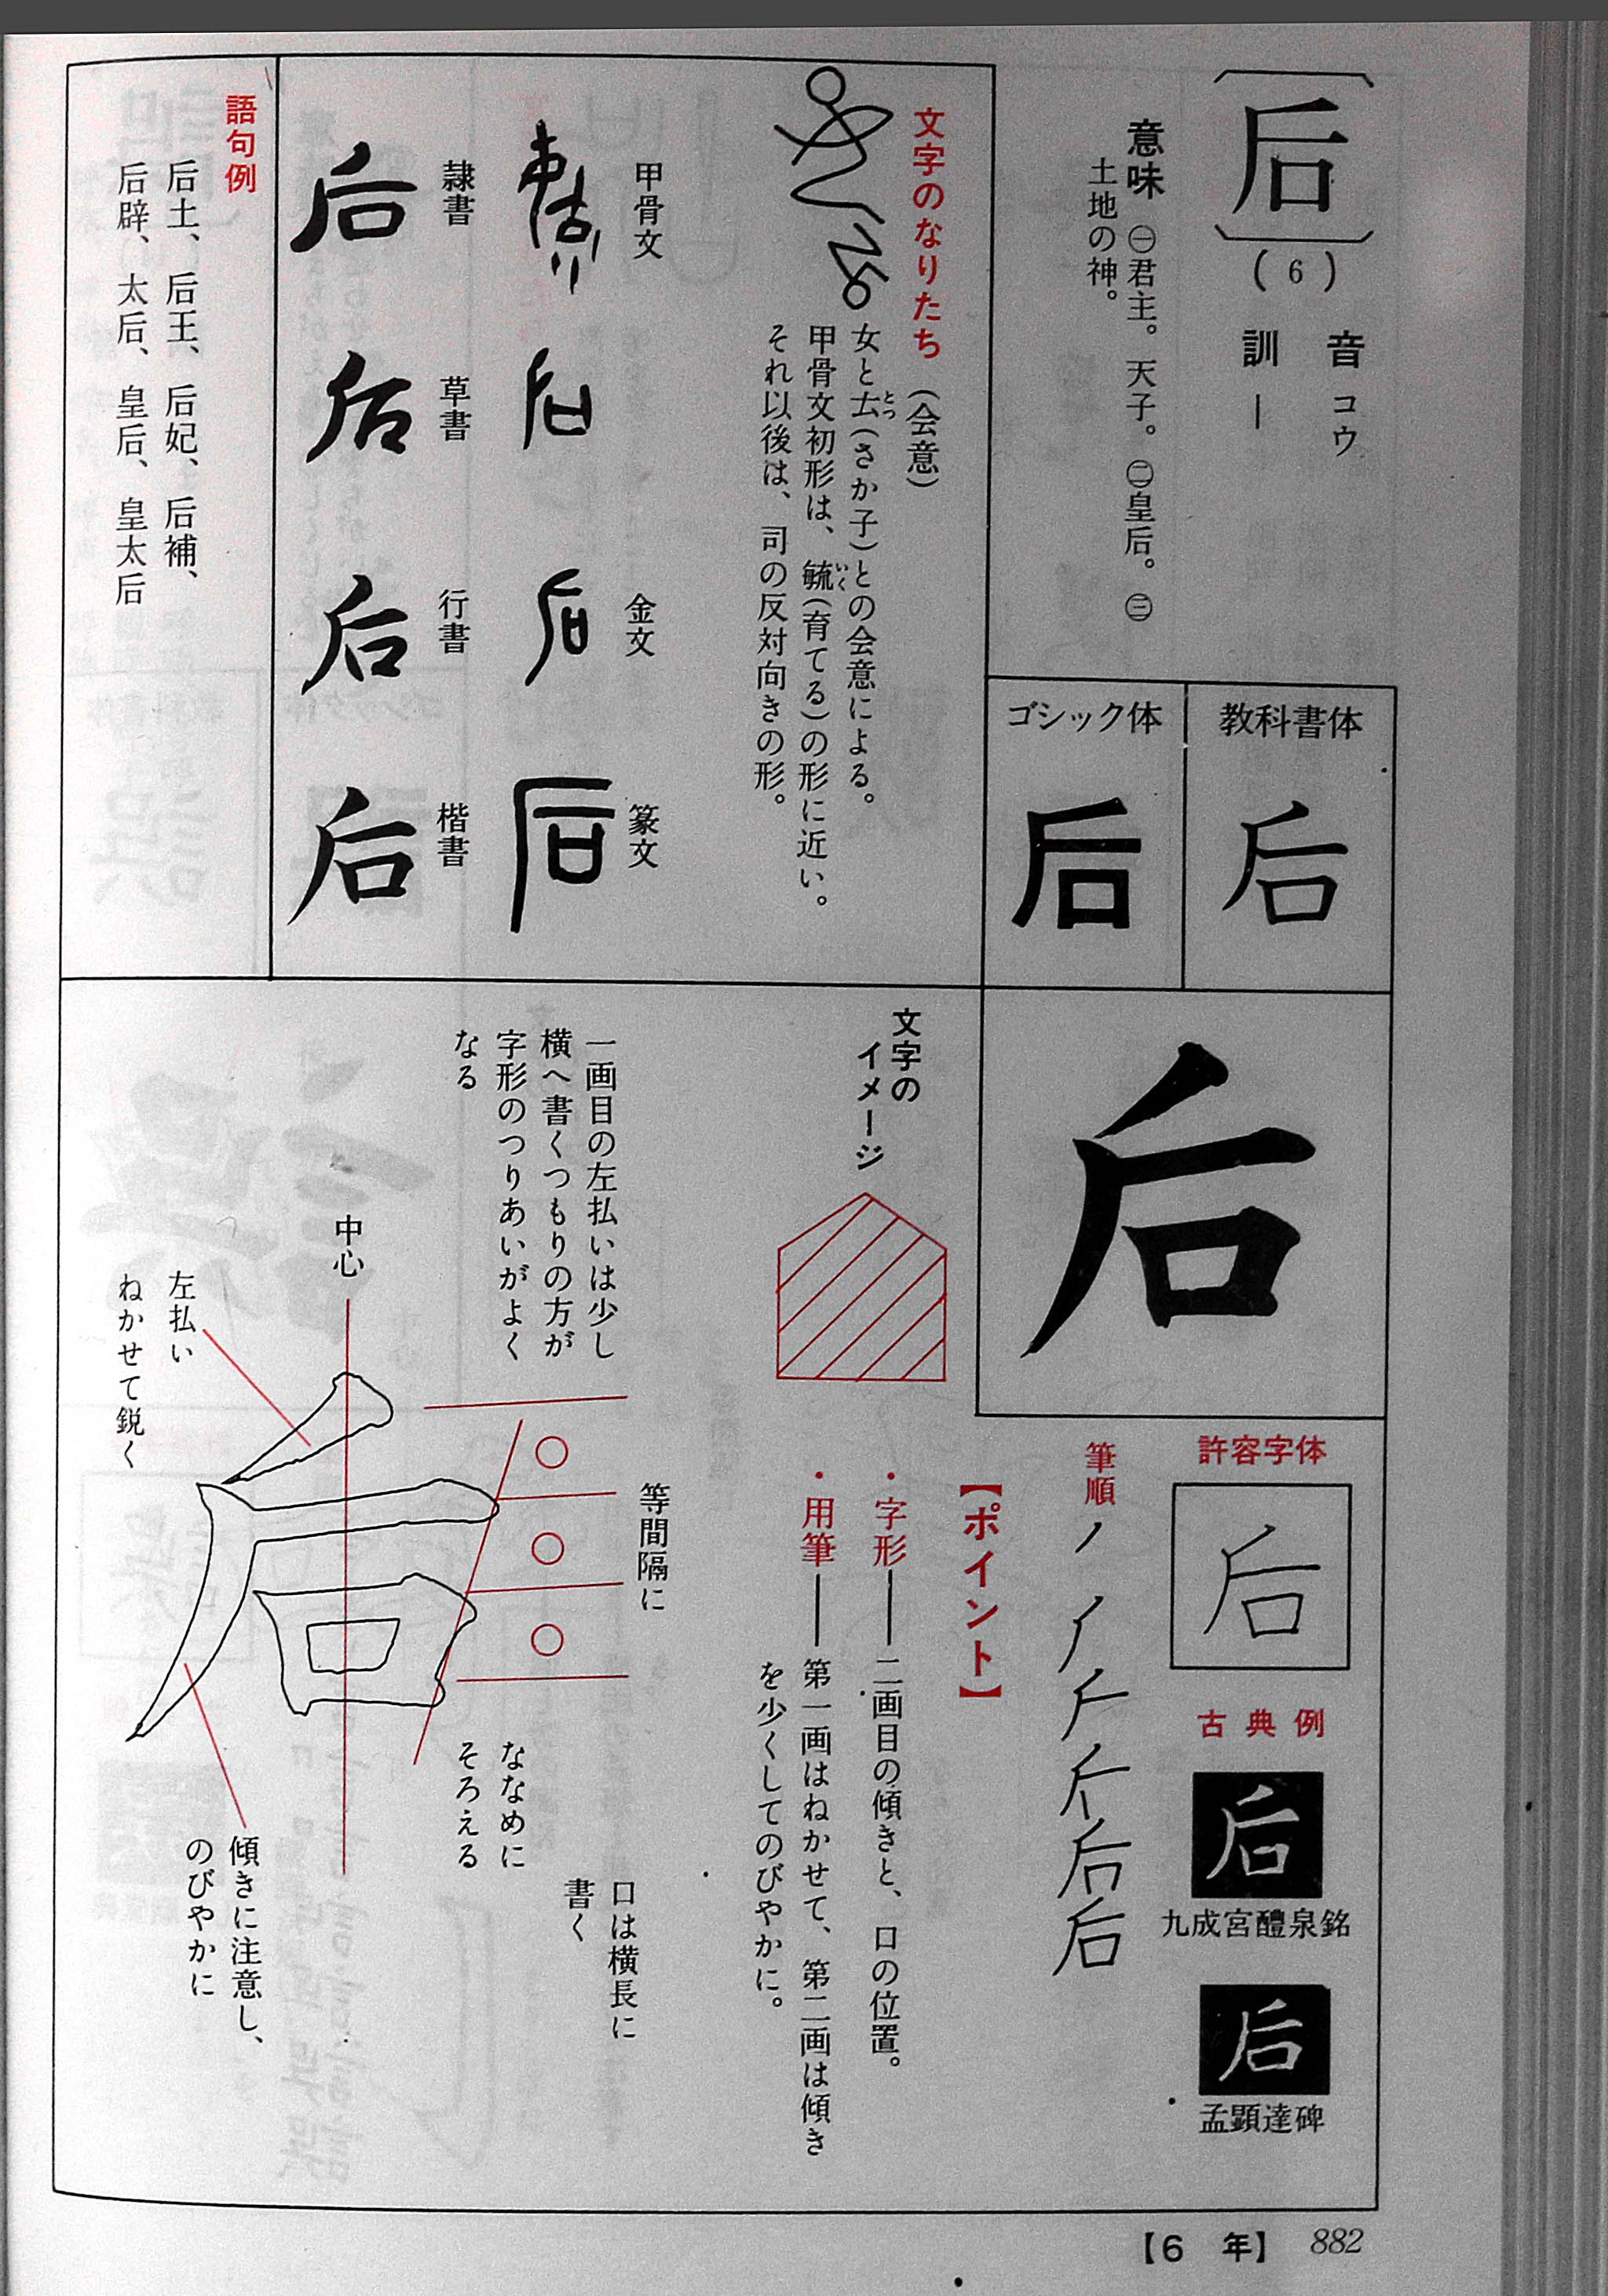 后
(6)
音 コウ
訓 ―
意味 ㊀君主。天子。㊁皇后。㊂
土地の神。
教科書体
后
ゴシック体
后
后
許容字体
后
古典例
后
九成宮醴泉銘
后
孟顕達碑
筆順
后
文字のなりたち (会意)
女と𠫓(さか子)との会意による。
とつ
甲骨文初形は、毓(育てる)の形に近い。
いく
それ以後は、司の反対向きの形。
甲骨文
金文
篆文
隷書
后
草書
后
行書
后
楷書
后
語句例
后土、后王、后妃、后補、
后辟、太后、皇后、皇太后
【ポイント】
・字形―二画目の傾きと、口の位置。
・用筆―第一画はねかせて、第二画は傾き
を少くしてのびやかに。
文字の
イメージ
一画目の左払いは少し
横へ書くつもりの方が
字形のつりあいがよく
なる
等間隔に
口は横長に
書く
ななめに
そろえる
中心
左払い
ねかせて鋭く
傾きに注意し、
のびやかに
【6 年】 882